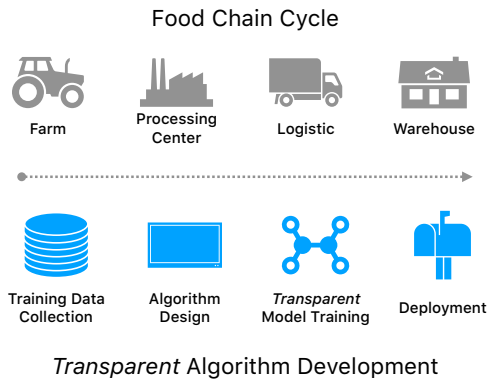 Food Chain Cycle
Farm
Processing
Center
Logistic
Warehouse
Training Data
Collection
Algorithm
Design
Transparent
Model Training
Deployment
Transparent Algorithm Development